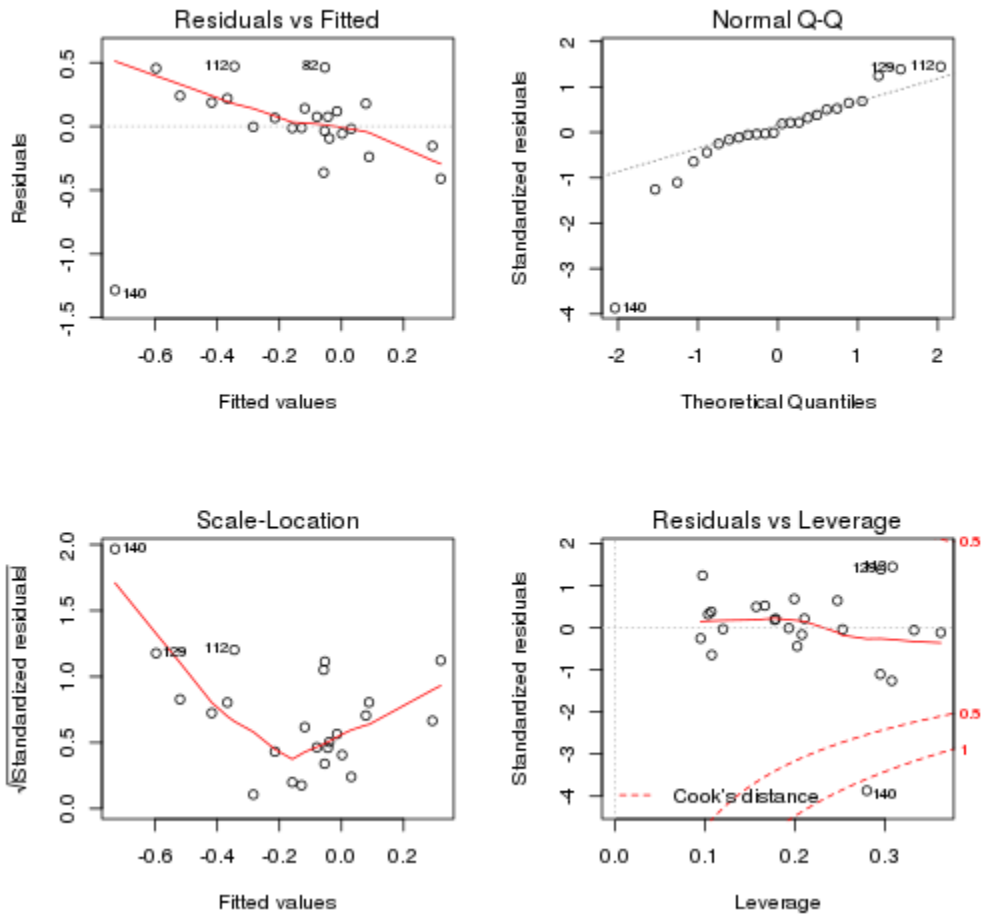 Residuals vs Fitted
Residuals
0.5
0.0
-0.5
-1.0
-1.5
112
82
140
-0.6 -0.4 -0.2 0.0 0.2
Fitted values
Normal Q-Q
Standardized residuals
2
1
0
-1
-2
-3
-4
129
112
140
-2 -1 0 1 2
Theoretical Quantiles
Scale-Location
√|Standardized residuals|
2.0
1.5
1.0
0.5
0.0
140
129
112
-0.6 -0.4 -0.2 0.0 0.2
Fitted values
Residuals vs Leverage
Standardized residuals
2
1
0
-1
-2
-3
-4
0.5
0.5
1
140
Cook's distance
0.0 0.1 0.2 0.3
Leverage